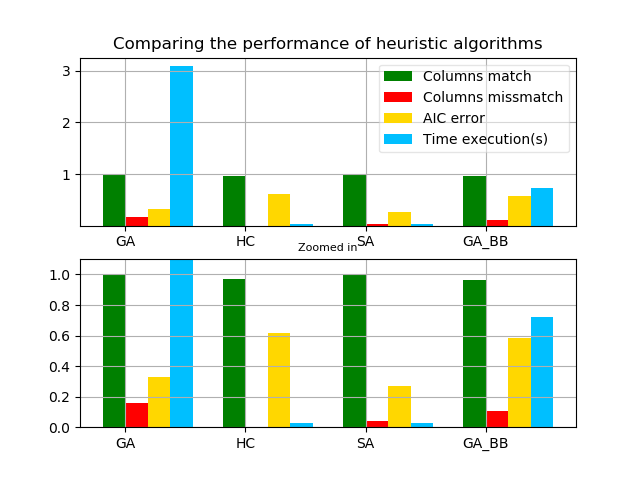 Comparing the performance of heuristic algorithms
3
2
1
Columns match
Columns missmatch
AIC error
Time execution(s)
GA HC SA GA_BB
Zoomed in
1.0
0.8
0.6
0.4
0.2
0.0
GA HC SA GA_BB